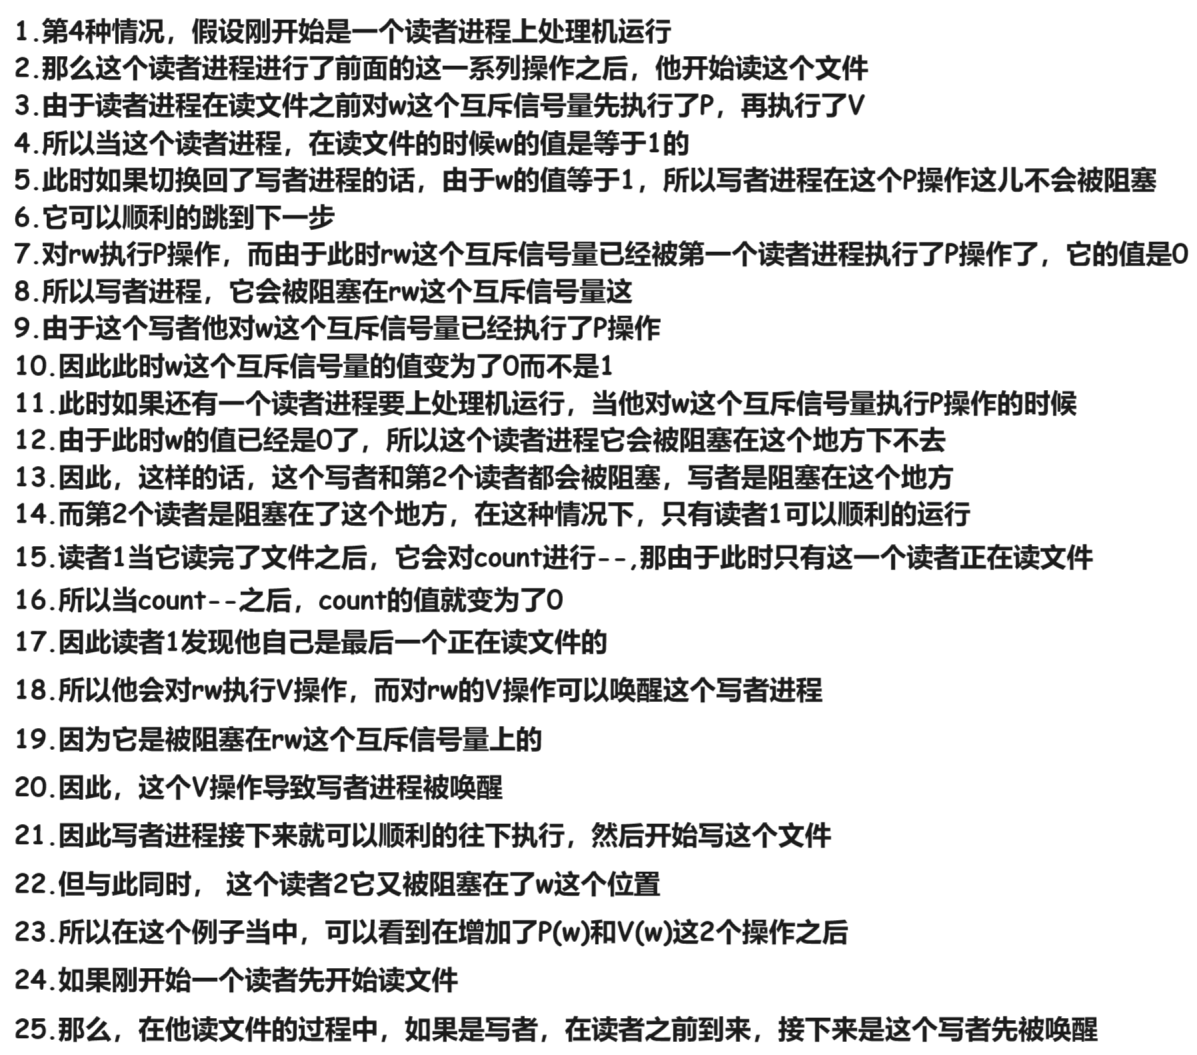 1.第4种情况，假设刚开始是一个读者进程上处理机运行
2.那么这个读者进程进行了前面的这一系列操作之后，他开始读这个文件
3.由于读者进程在读文件之前对w这个互斥信号量先执行了P，再执行了V
4.所以当这个读者进程，在读文件的时候w的值是等于1的
5.此时如果切换回了写者进程的话，由于w的值等于1，所以写者进程在这个P操作这儿不会被阻塞
6.它可以顺利的跳到下一步
7.对rw执行P操作，而由于此时rw这个互斥信号量已经被第一个读者进程执行了P操作了，它的值是0
8.所以写者进程，它会被阻塞在rw这个互斥信号量这
9.由于这个写者他对w这个互斥信号量已经执行了P操作
10.因此此时w这个互斥信号量的值变为了0而不是1
11.此时如果还有一个读者进程要上处理机运行，当他对w这个互斥信号量执行P操作的时候
12.由于此时w的值已经是0了，所以这个读者进程它会被阻塞在这个地方下不去
13.因此，这样的话，这个写者和第2个读者都会被阻塞，写者是阻塞在这个地方
14.而第2个读者是阻塞在了这个地方，在这种情况下，只有读者1可以顺利的运行
15.读者1当它读完了文件之后，它会对count进行--,那由于此时只有这一个读者正在读文件
16.所以当count--之后，count的值就变为了0
17.因此读者1发现他自己是最后一个正在读文件的
18.所以他会对rw执行V操作，而对rw的V操作可以唤醒这个写者进程
19.因为它是被阻塞在rw这个互斥信号量上的
20.因此，这个V操作导致写者进程被唤醒
21.因此写者进程接下来就可以顺利的往下执行，然后开始写这个文件
22.但与此同时， 这个读者2它又被阻塞在了w这个位置
23.所以在这个例子当中，可以看到在增加了P(w)和V(w)这2个操作之后
24.如果刚开始一个读者先开始读文件
25.那么，在他读文件的过程中，如果是写者，在读者之前到来，接下来是这个写者先被唤醒